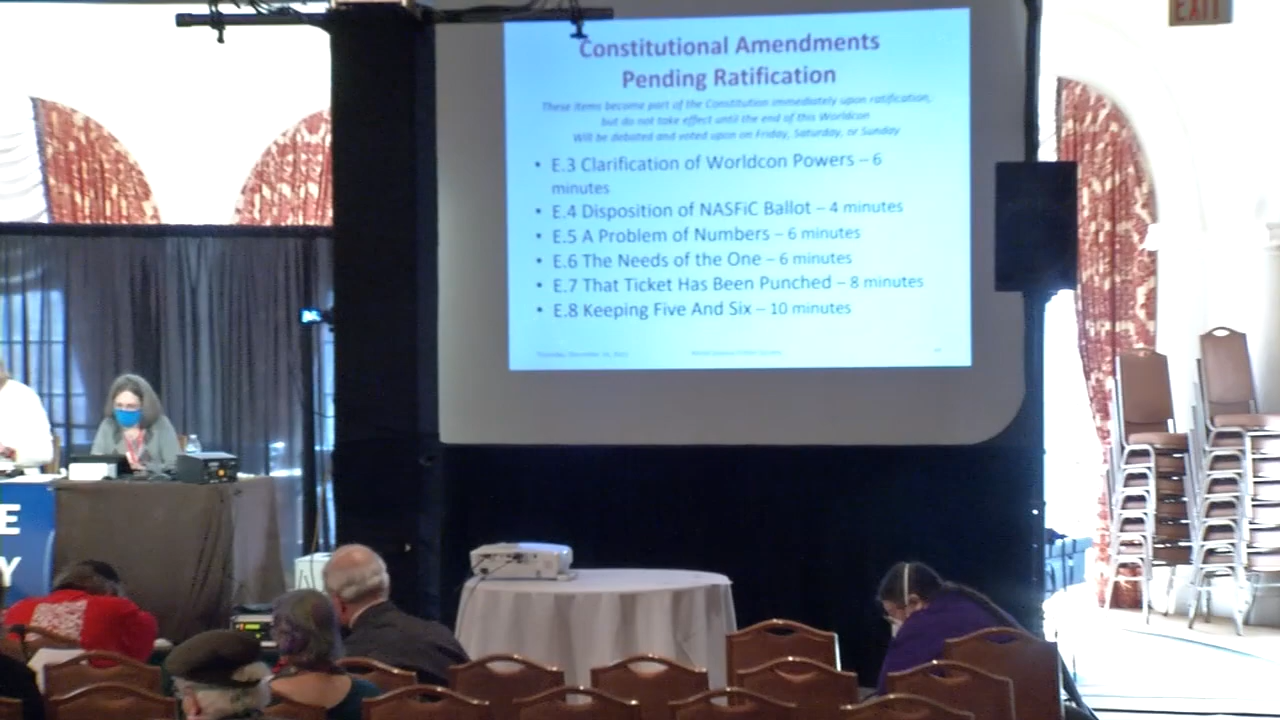 EXIT
Constitutional Amendments
Pending Ratification
These items become part of the Constitution immediately upon ratification,
but do not take effect until the end of this Worldcon
Will be debated and voted upon on Friday, Saturday, or Sunday
• E.3 Clarification of Worldcon Powers – 6
minutes
• E.4 Disposition of NASFiC Ballot – 4 minutes
• E.5 A Problem of Numbers – 6 minutes
• E.6 The Needs of the One – 6 minutes
• E.7 That Ticket Has Been Punched – 8 minutes
• E.8 Keeping Five And Six – 10 minutes
E
Y